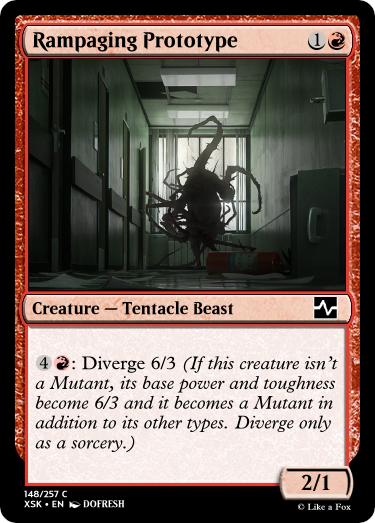 Rampaging Prototype 1
Creature — Tentacle Beast
4 : Diverge 6/3 (If this creature isn't
a Mutant, its base power and toughness
become 6/3 and it becomes a Mutant in
addition to its other types. Diverge only
as a sorcery.)
2/1
148/257 C
XSK • EN DOFRESH
© Like a Fox